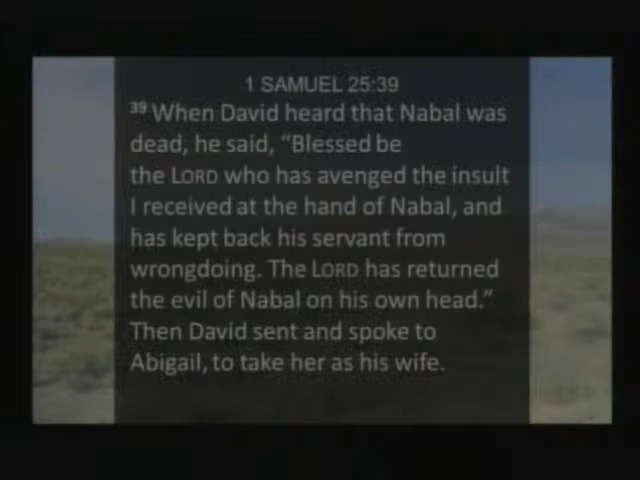 1 SAMUEL 25:39
39 When David heard that Nabal was
dead, he said, “Blessed be
the LORD who has avenged the insult
I received at the hand of Nabal, and
has kept back his servant from
wrongdoing. The LORD has returned
the evil of Nabal on his own head.”
Then David sent and spoke to
Abigail, to take her as his wife.